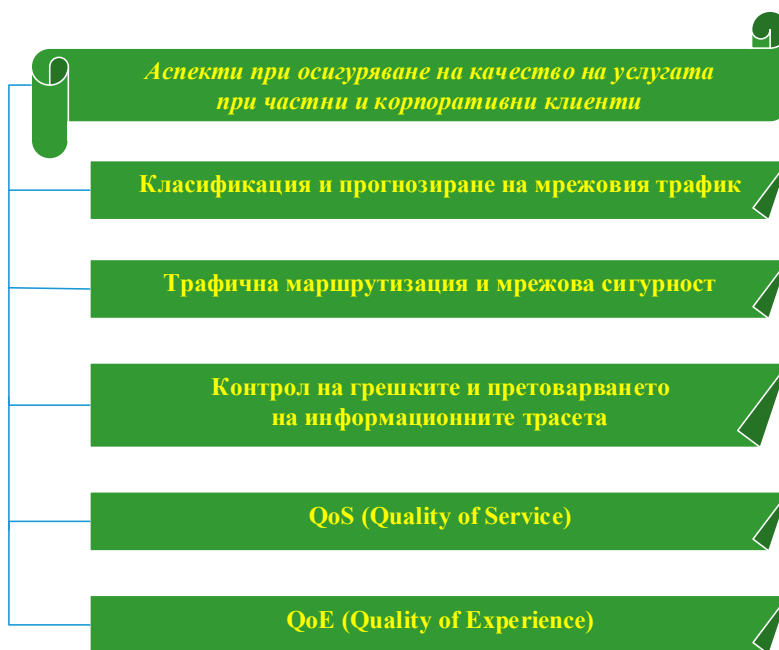 Аспекти при осигуряване на качество на услугата
при частни и корпоративни клиенти
Класификация и прогнозиране на мрежовия трафик
Трафична маршрутизация и мрежова сигурност
Контрол на грешките и претоварването
на информационните трасета
QoS (Quality of Service)
QoE (Quality of Experience)